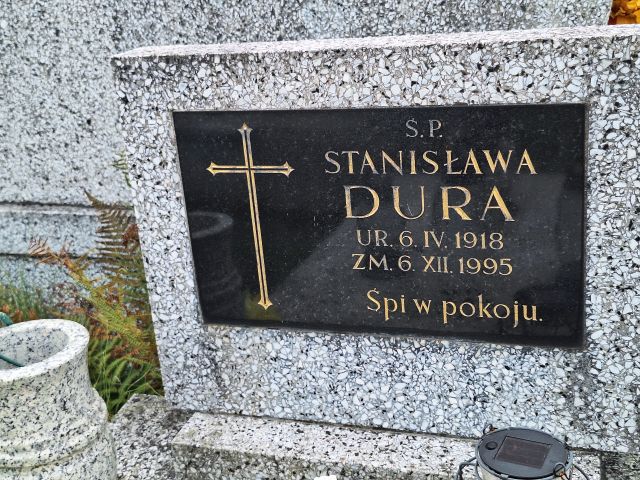 Ś.P.
STANISŁAWA
DURA
UR. 6. IV. 1918
ZM. 6. XII. 1995
Śpi w pokoju.